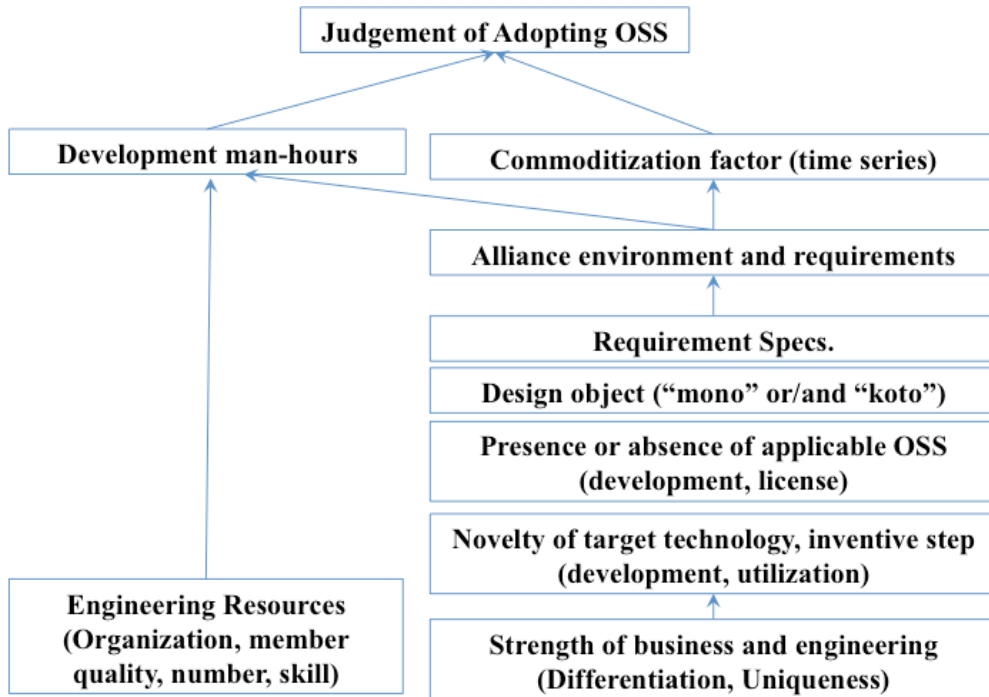 Judgement of Adopting OSS
Development man-hours
Commoditization factor (time series)
Alliance environment and requirements
Requirement Specs.
Design object (“mono” or/and “koto”)
Presence or absence of applicable OSS
(development, license)
Novelty of target technology, inventive step
(development, utilization)
Engineering Resources
(Organization, member
quality, number, skill)
Strength of business and engineering
(Differentiation, Uniqueness)